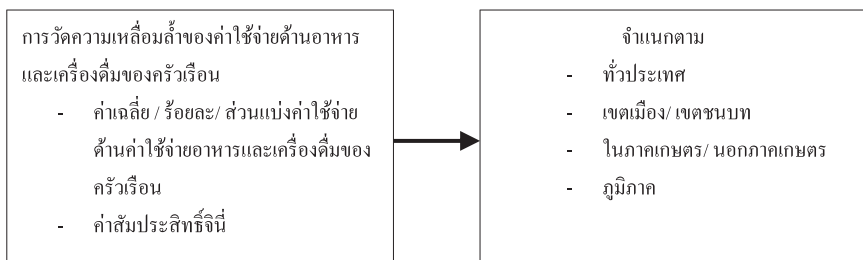 การวัดความเหลื่อมล้ำของค่าใช้จ่ายด้านอาหาร
และเครื่องดื่มของครัวเรือน
- ค่าเฉลี่ย / ร้อยละ/ ส่วนแบ่งค่าใช้จ่าย
ด้านค่าใช้จ่ายอาหารและเครื่องดื่มของ
ครัวเรือน
- ค่าสัมประสิทธิ์จินี่
จำแนกตาม
- ทั่วประเทศ
- เขตเมือง/ เขตชนบท
- ในภาคเกษตร/ นอกภาคเกษตร
- ภูมิภาค